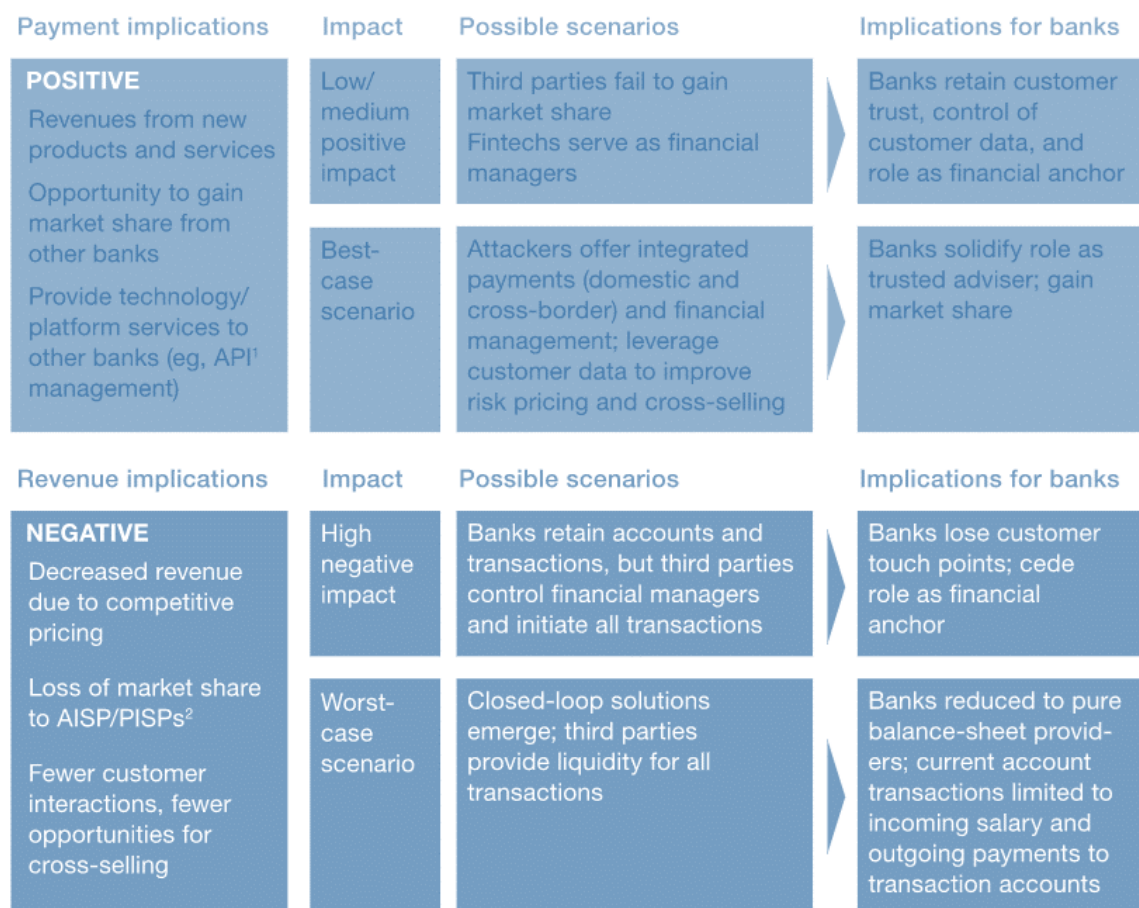 Payment implications
Impact
Possible scenarios
Implications for banks
POSITIVE
Revenues from new
products and services
Opportunity to gain
market share from
other banks
Provide technology/
platform services to
other banks (eg, API¹
management)
Low/
medium
positive
impact
Third parties fail to gain
market share
Fintechs serve as financial
managers
Banks retain customer
trust, control of
customer data, and
role as financial anchor
Best-
case
scenario
Attackers offer integrated
payments (domestic and
cross-border) and financial
management; leverage
customer data to improve
risk pricing and cross-selling
Banks solidify role as
trusted adviser; gain
market share
Revenue implications
Impact
Possible scenarios
Implications for banks
NEGATIVE
Decreased revenue
due to competitive
pricing
Loss of market share
to AISP/PISPs²
Fewer customer
interactions, fewer
opportunities for
cross-selling
High
negative
impact
Banks retain accounts and
transactions, but third parties
control financial managers
and initiate all transactions
Banks lose customer
touch points; cede
role as financial
anchor
Worst-
case
scenario
Closed-loop solutions
emerge; third parties
provide liquidity for all
transactions
Banks reduced to pure
balance-sheet provid-
ers; current account
transactions limited to
incoming salary and
outgoing payments to
transaction accounts